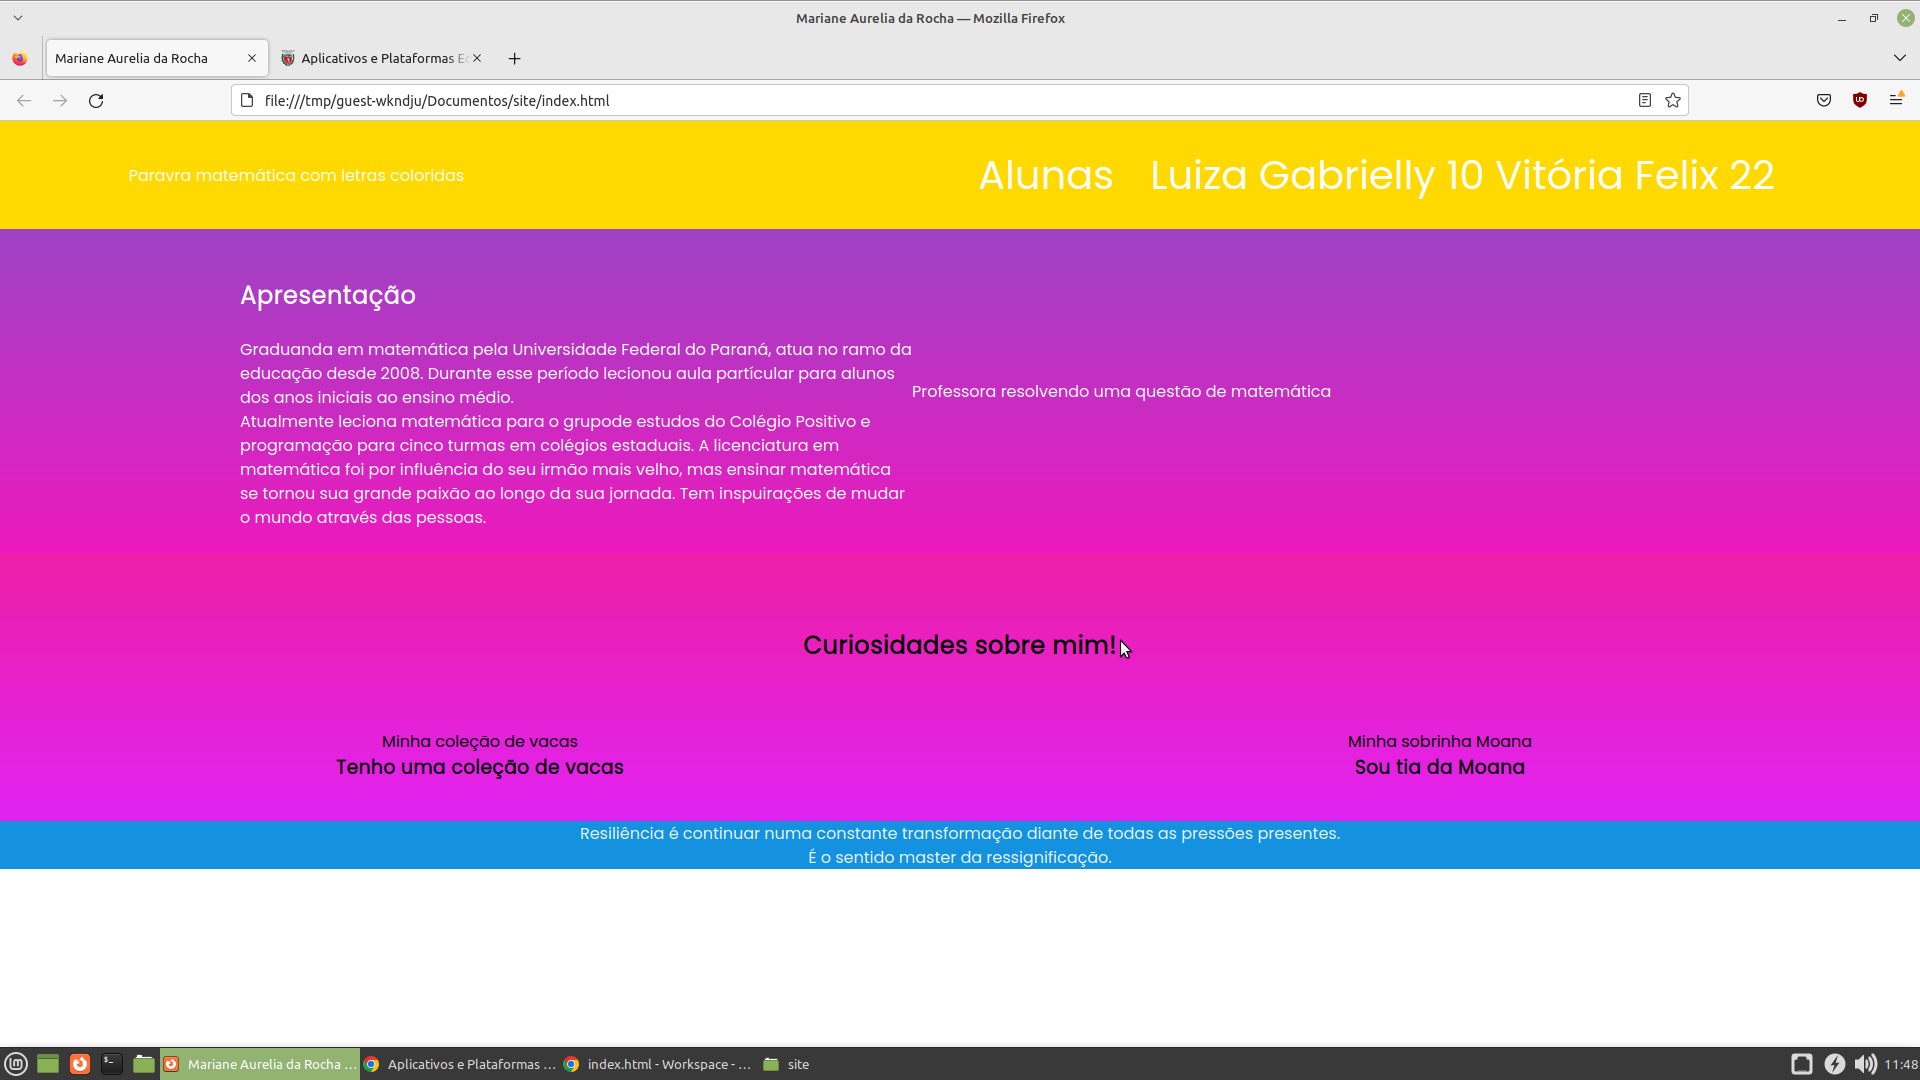 Mariane Aurelia da Rocha — Mozilla Firefox
Mariane Aurelia da Rocha
Aplicativos e Plataformas Ec
file:///tmp/guest-wkndju/Documentos/site/index.html
Paravra matemática com letras coloridas
Alunas Luiza Gabrielly 10 Vitória Felix 22
Apresentação
Graduanda em matemática pela Universidade Federal do Paraná, atua no ramo da
educação desde 2008. Durante esse período lecionou aula partícular para alunos
dos anos iniciais ao ensino médio.
Atualmente leciona matemática para o grupode estudos do Colégio Positivo e
programação para cinco turmas em colégios estaduais. A licenciatura em
matemática foi por influência do seu irmão mais velho, mas ensinar matemática
se tornou sua grande paixão ao longo da sua jornada. Tem inspuirações de mudar
o mundo através das pessoas.
Professora resolvendo uma questão de matemática
Curiosidades sobre mim!
Minha coleção de vacas
Tenho uma coleção de vacas
Minha sobrinha Moana
Sou tia da Moana
Resiliência é continuar numa constante transformação diante de todas as pressões presentes.
É o sentido master da ressignificação.
Mariane Aurelia da Rocha ...
Aplicativos e Plataformas ...
index.html - Workspace - ...
site
11:48